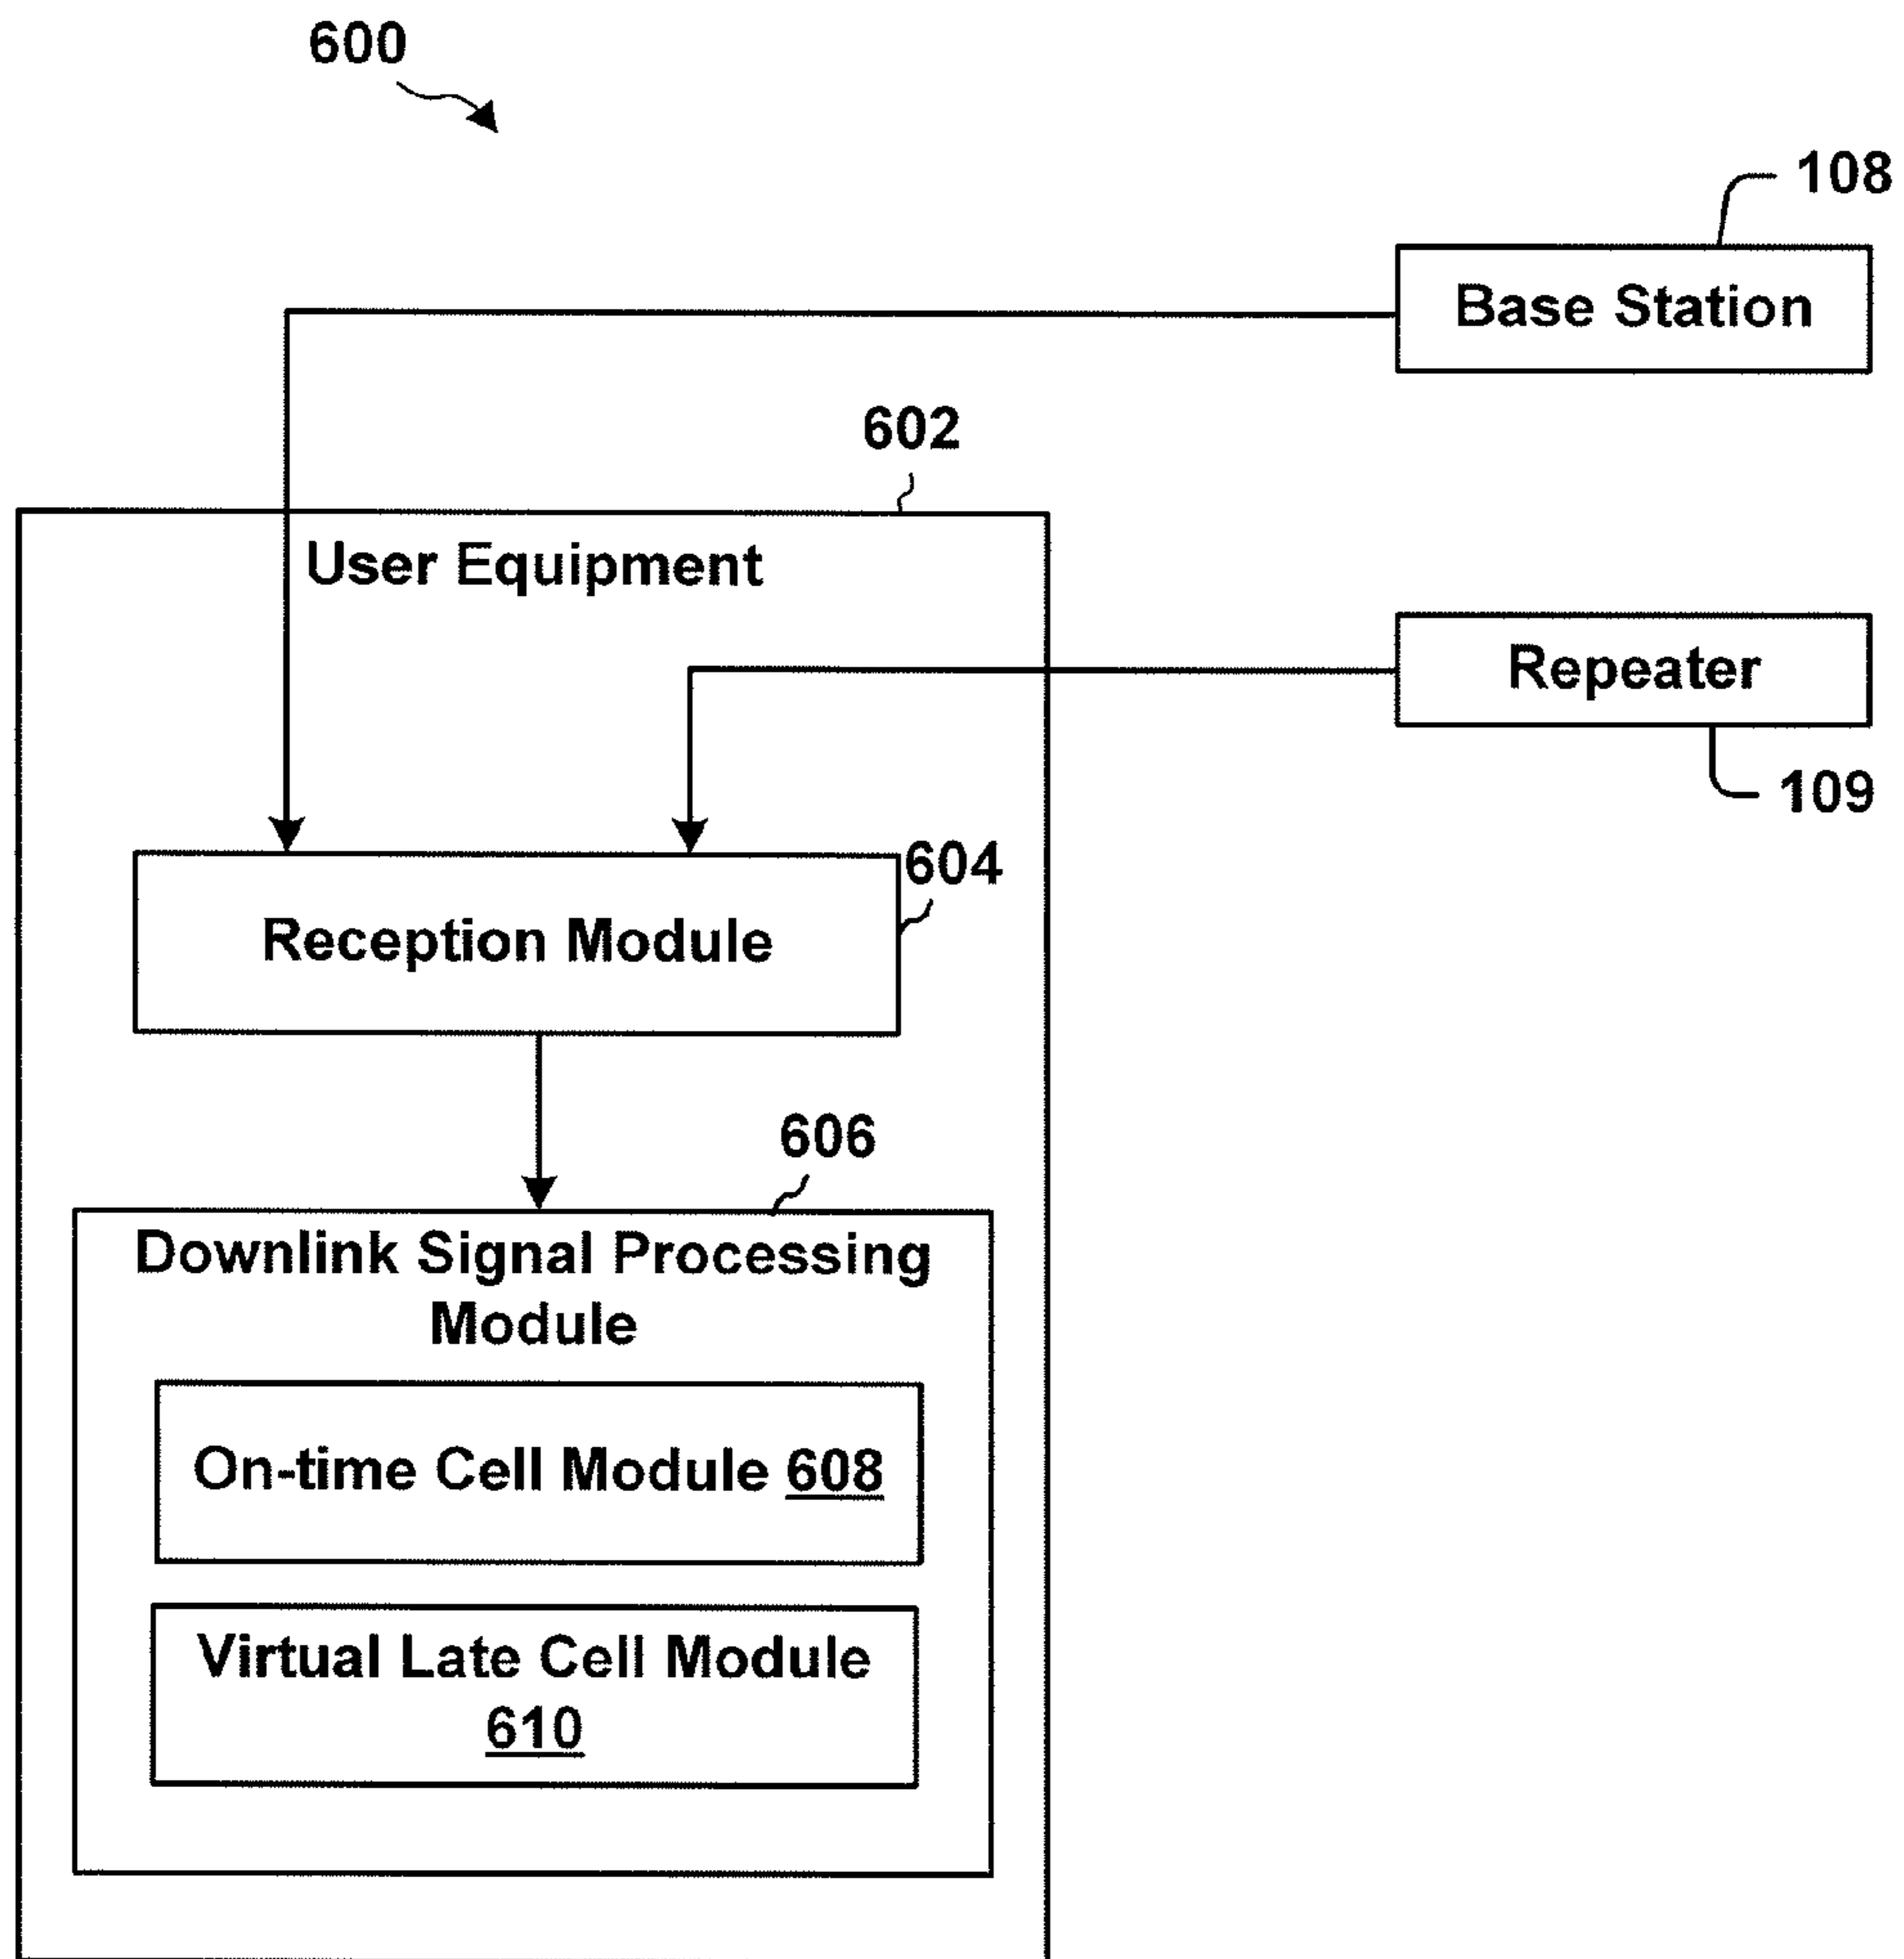 600
108
Base Station
602
User Equipment
Repeater
109
604
Reception Module
606
Downlink Signal Processing
Module
On-time Cell Module 608
Virtual Late Cell Module
610